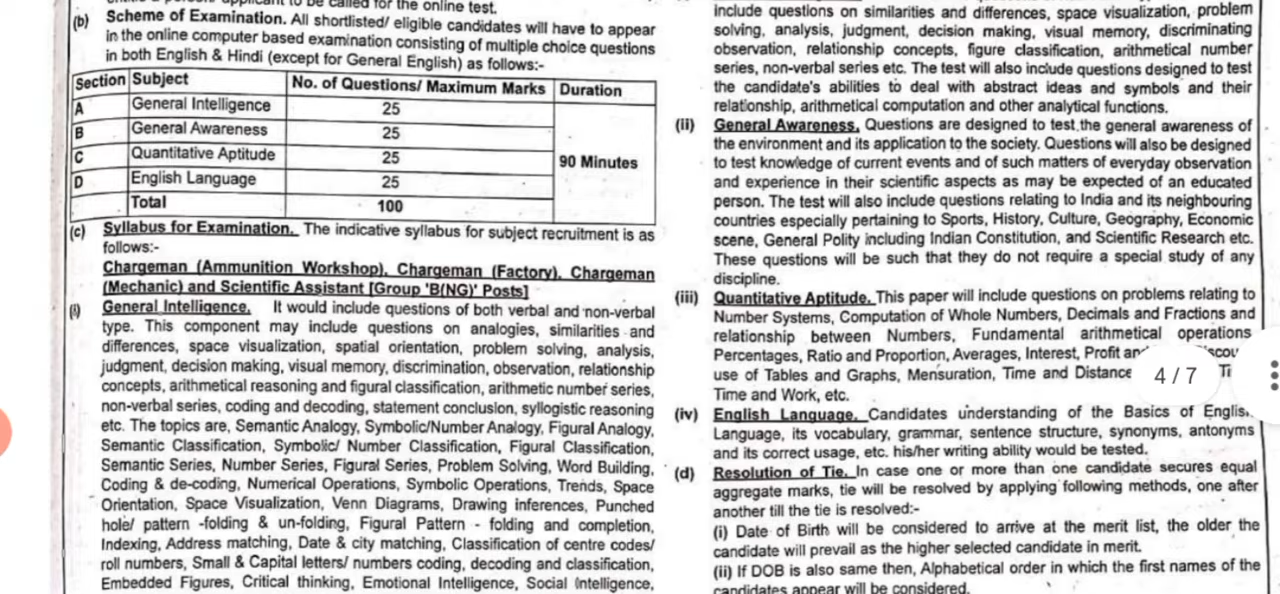 applicant to be called for the online test.
(b) Scheme of Examination. All shortlisted/ eligible candidates will have to appear
in the online computer based examination consisting of multiple choice questions
in both English & Hindi (except for General English) as follows:-
Section Subject No. of Questions/ Maximum Marks Duration
A General Intelligence 25
B General Awareness 25
C Quantitative Aptitude 25 90 Minutes
D English Language 25
Total 100
(c) Syllabus for Examination. The indicative syllabus for subject recruitment is as
follows:-
Chargeman (Ammunition Workshop), Chargeman (Factory), Chargeman
(Mechanic) and Scientific Assistant [Group 'B(NG)' Posts]
(i) General Intelligence. It would include questions of both verbal and non-verbal
type. This component may include questions on analogies, similarities and
differences, space visualization, spatial orientation, problem solving, analysis,
judgment, decision making, visual memory, discrimination, observation, relationship
concepts, arithmetical reasoning and figural classification, arithmetic number series,
non-verbal series, coding and decoding, statement conclusion, syllogistic reasoning
etc. The topics are, Semantic Analogy, Symbolic/Number Analogy, Figural Analogy,
Semantic Classification, Symbolic/ Number Classification, Figural Classification,
Semantic Series, Number Series, Figural Series, Problem Solving, Word Building,
Coding & de-coding, Numerical Operations, Symbolic Operations, Trends, Space
Orientation, Space Visualization, Venn Diagrams, Drawing inferences, Punched
hole/ pattern -folding & un-folding, Figural Pattern - folding and completion,
Indexing, Address matching, Date & city matching, Classification of centre codes/
roll numbers, Small & Capital letters/ numbers coding, decoding and classification,
Embedded Figures, Critical thinking, Emotional Intelligence, Social Intelligence,
include questions on similarities and differences, space visualization, problem
solving, analysis, judgment, decision making, visual memory, discriminating
observation, relationship concepts, figure classification, arithmetical number
series, non-verbal series etc. The test will also include questions designed to test
the candidate's abilities to deal with abstract ideas and symbols and their
relationship, arithmetical computation and other analytical functions.
(ii) General Awareness. Questions are designed to test the general awareness of
the environment and its application to the society. Questions will also be designed
to test knowledge of current events and of such matters of everyday observation
and experience in their scientific aspects as may be expected of an educated
person. The test will also include questions relating to India and its neighbouring
countries especially pertaining to Sports, History, Culture, Geography, Economic
scene, General Polity including Indian Constitution, and Scientific Research etc.
These questions will be such that they do not require a special study of any
discipline.
(iii) Quantitative Aptitude. This paper will include questions on problems relating to
Number Systems, Computation of Whole Numbers, Decimals and Fractions and
relationship between Numbers, Fundamental arithmetical operations
Percentages, Ratio and Proportion, Averages, Interest, Profit an
use of Tables and Graphs, Mensuration, Time and Distance
Time and Work, etc.
4 / 7
(iv) English Language. Candidates understanding of the Basics of Englis
Language, its vocabulary, grammar, sentence structure, synonyms, antonyms
and its correct usage, etc. his/her writing ability would be tested.
(d) Resolution of Tie. In case one or more than one candidate secures equal
aggregate marks, tie will be resolved by applying following methods, one after
another till the tie is resolved:-
(i) Date of Birth will be considered to arrive at the merit list, the older the
candidate will prevail as the higher selected candidate in merit.
(ii) If DOB is also same then, Alphabetical order in which the first names of the
candidates appear will be considered.